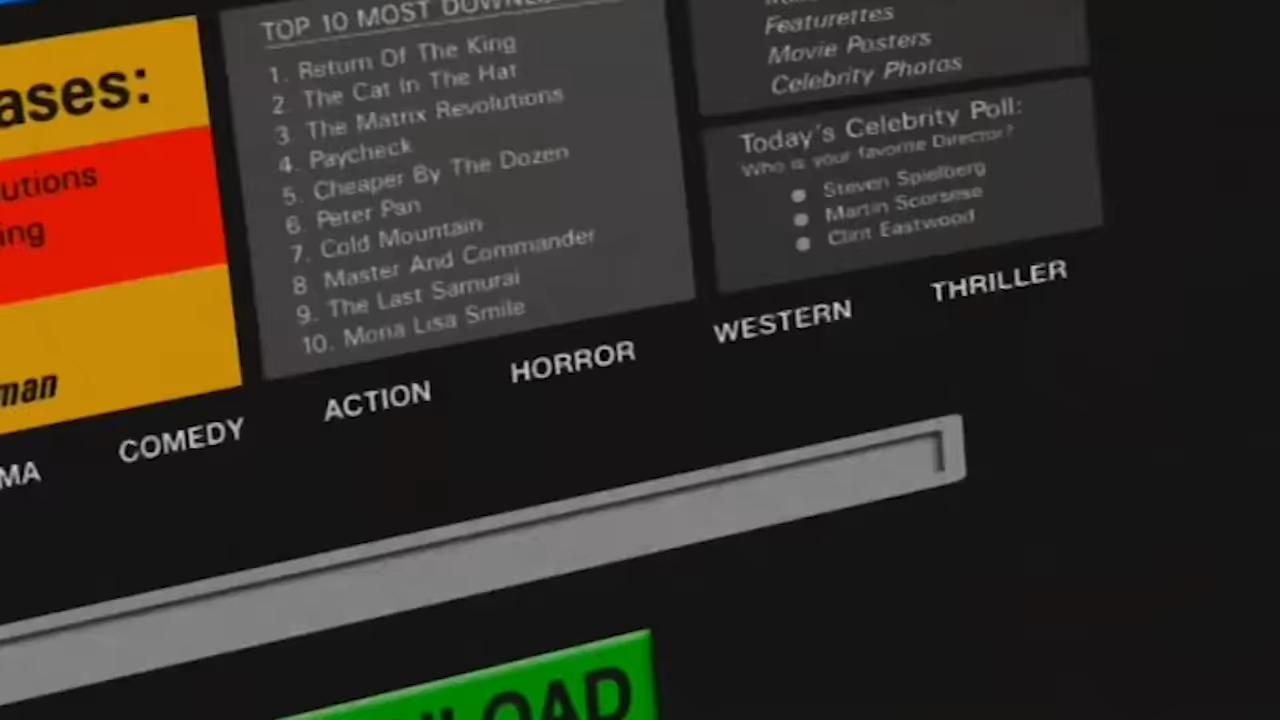 ases:
utions
ing
man
TOP 10 MOST
1. Return Of The King
2 The Cat In The Hat
3. The Matrix Revolutions
4. Paycheck
5. Cheaper By The Dozen
6 Peter Pan
7. Cold Mountain
8 Master And Commander
9. The Last Samurai
10. Mona Lisa Smile
Featurettes
Movie Posters
Celebrity Photos
Today's Celebrity Poll:
Who is your favorite Director?
Steven Spielberg
Martin Scorsese
Clint Eastwood
MA
COMEDY
ACTION
HORROR
WESTERN
THRILLER
LOAD